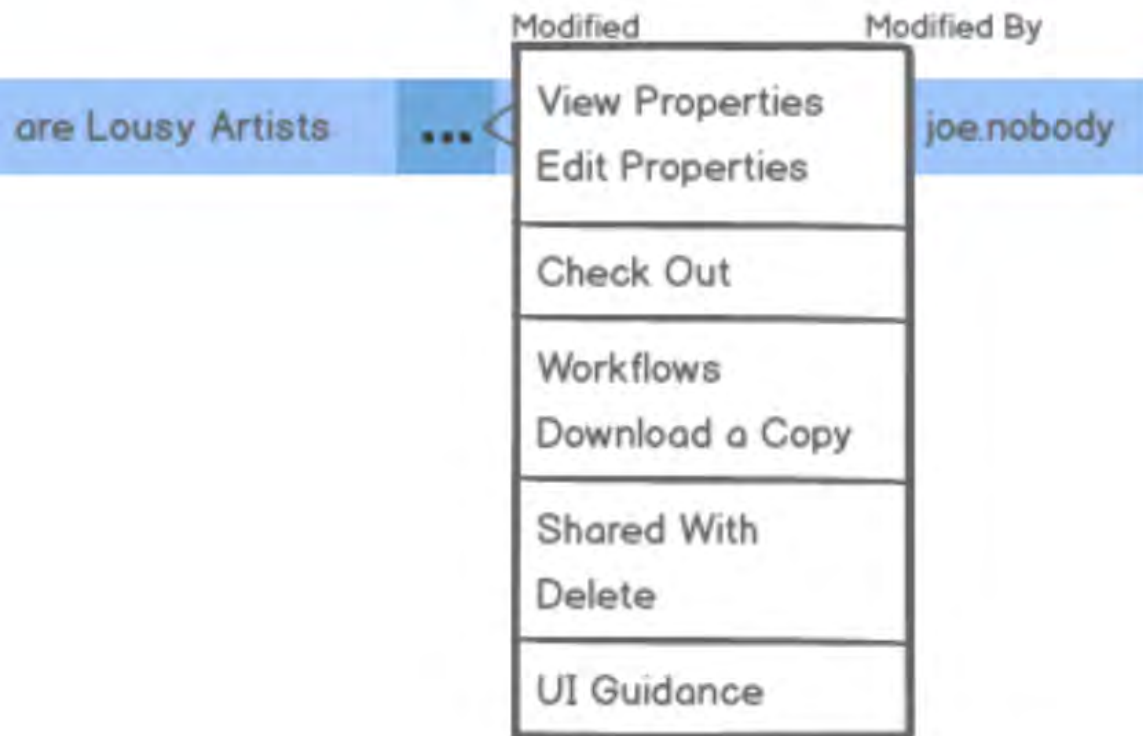 Modified Modified By
are Lousy Artists ... joe.nobody
View Properties
Edit Properties
Check Out
Workflows
Download a Copy
Shared With
Delete
UI Guidance